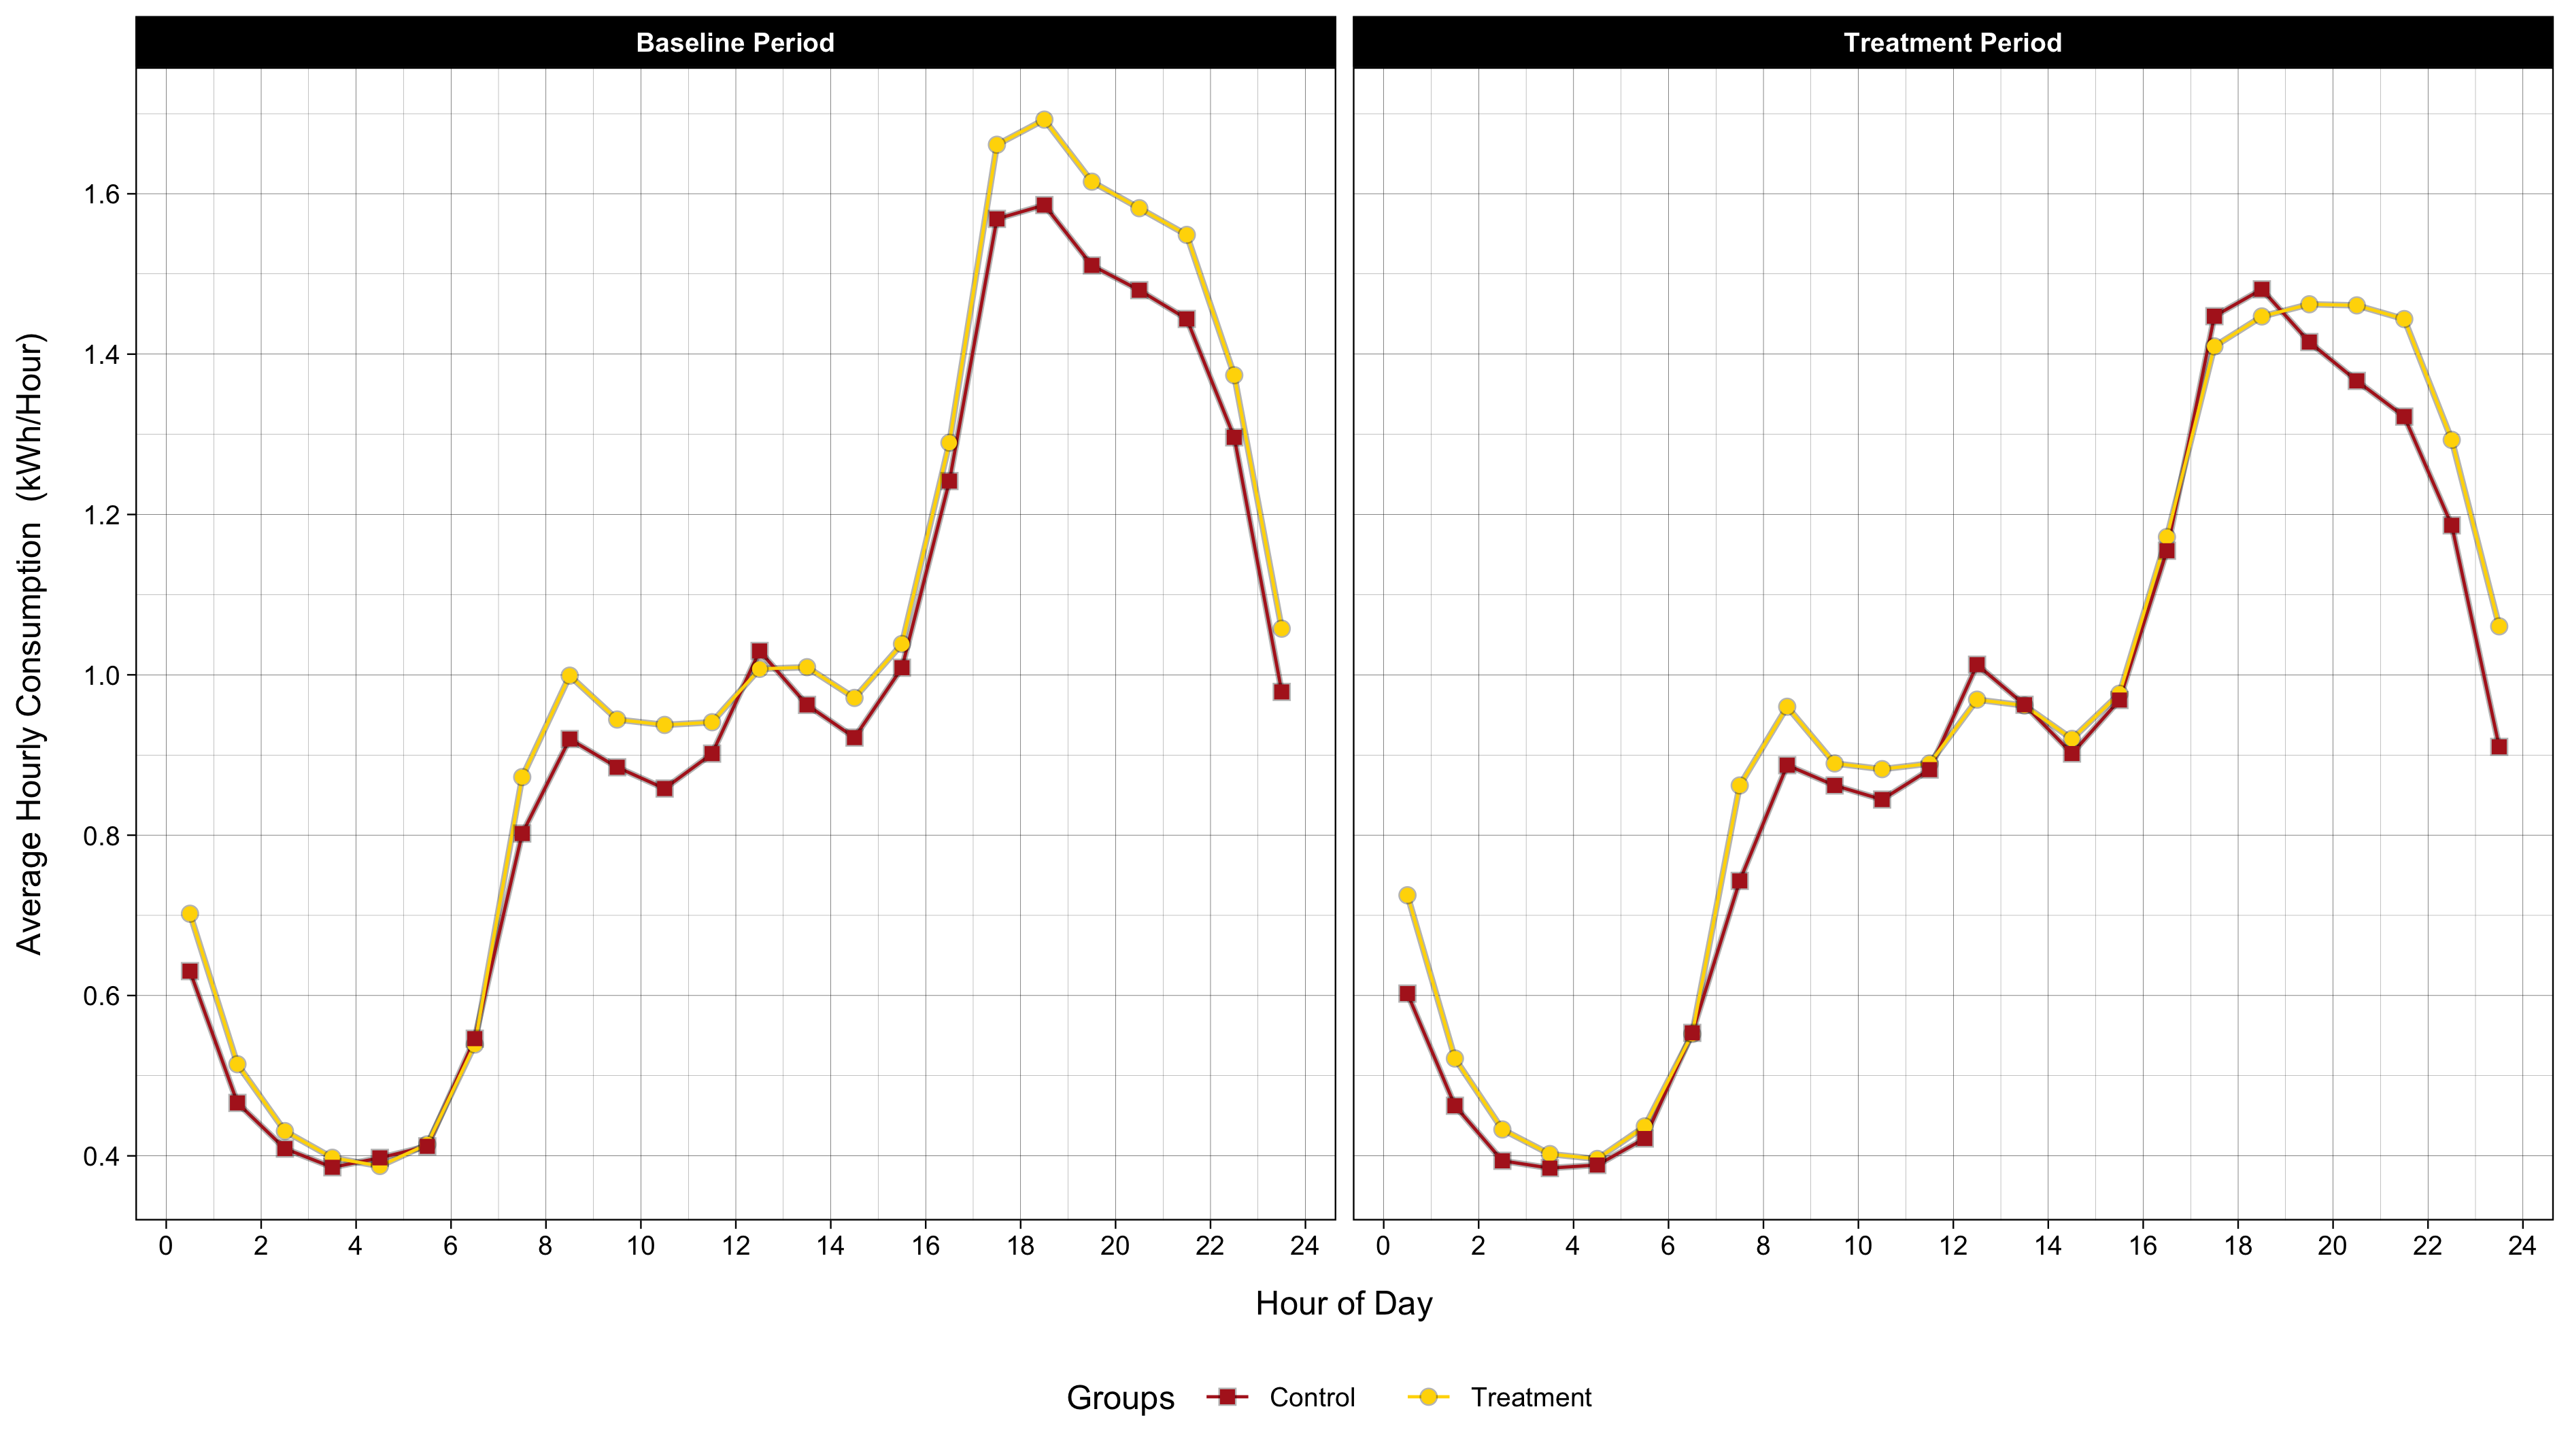 Baseline Period
Treatment Period
Average Hourly Consumption  (kWh/Hour)
1.6
1.4
1.2
1.0
0.8
0.6
0.4
0 2 4 6 8 10 12 14 16 18 20 22 24
0 2 4 6 8 10 12 14 16 18 20 22 24
Hour of Day
Groups Control Treatment